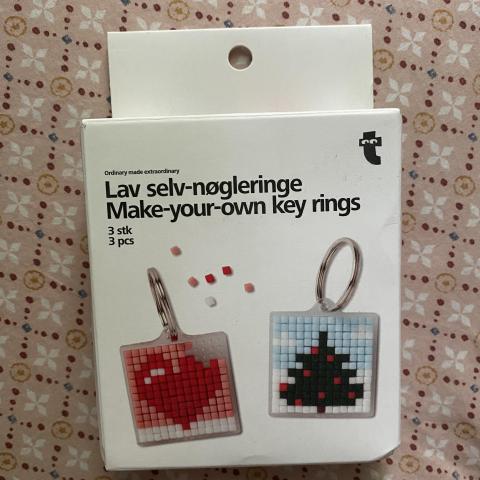 t
Ordinary made extraordinary
Lav selv-nøgleringe
Make-your-own key rings
3 stk
3 pcs